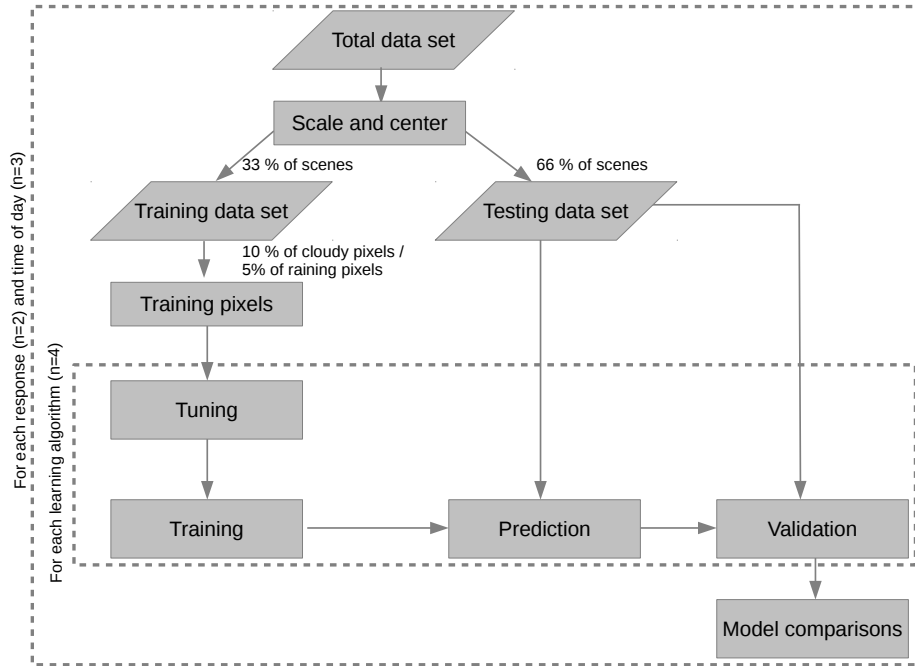 Total data set
Scale and center
33 % of scenes
66 % of scenes
Training data set
Testing data set
10 % of cloudy pixels /
5% of raining pixels
Training pixels
Tuning
Training
Prediction
Validation
Model comparisons
For each response (n=2) and time of day (n=3)
For each learning algorithm (n=4)